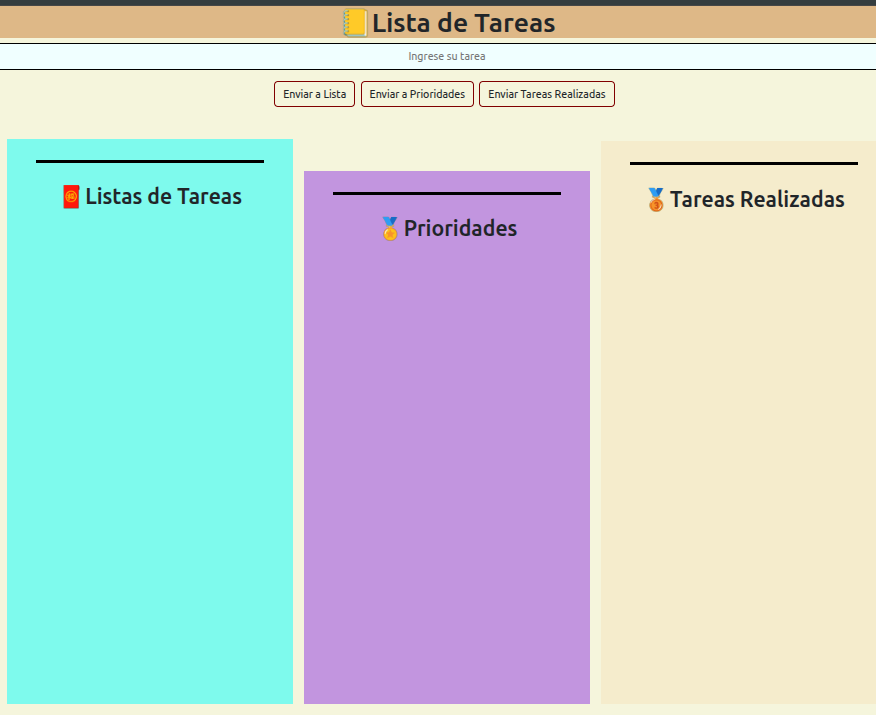 📒Lista de Tareas
Ingrese su tarea
Enviar a Lista
Enviar a Prioridades
Enviar Tareas Realizadas
🧧Listas de Tareas
🏅Prioridades
🥉Tareas Realizadas